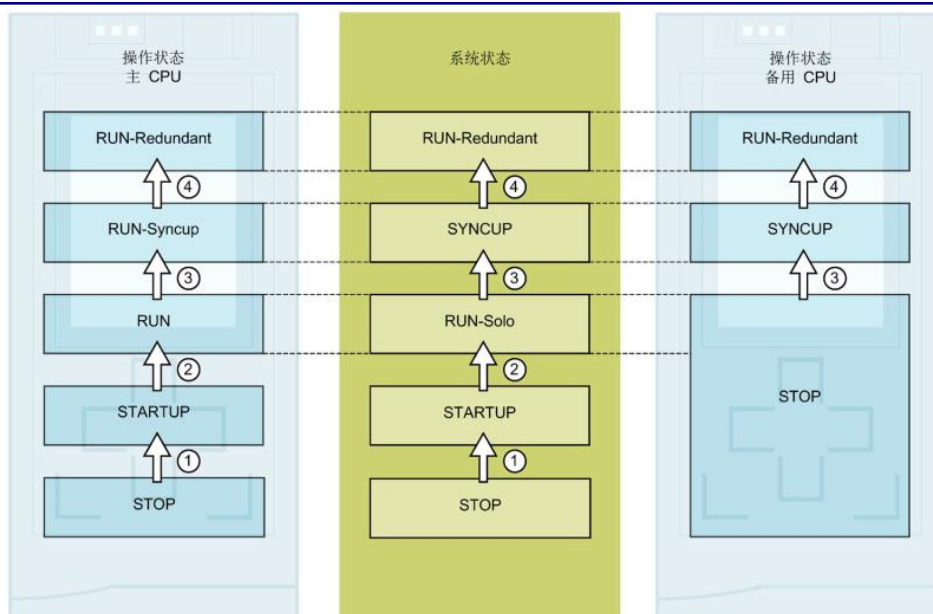 操作状态
主 CPU
RUN-Redundant
④
RUN-Syncup
③
RUN
②
STARTUP
①
STOP
系统状态
RUN-Redundant
④
SYNCUP
③
RUN-Solo
②
STARTUP
①
STOP
操作状态
备用 CPU
RUN-Redundant
④
SYNCUP
③
STOP